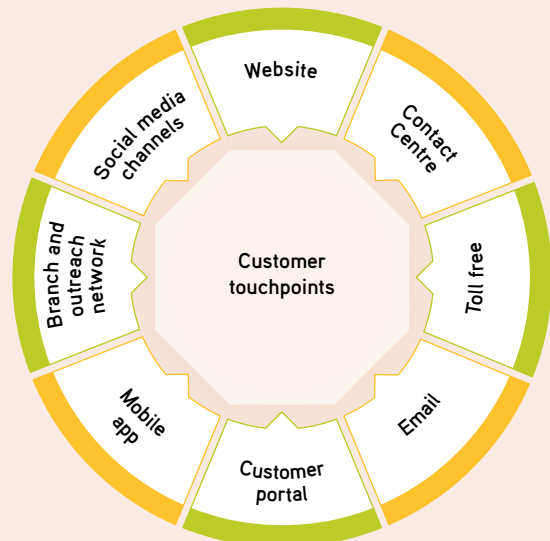 Website
Contact
Centre
Toll free
Email
Customer
portal
Mobile
app
Branch and
outreach
network
Social media
channels
Customer
touchpoints